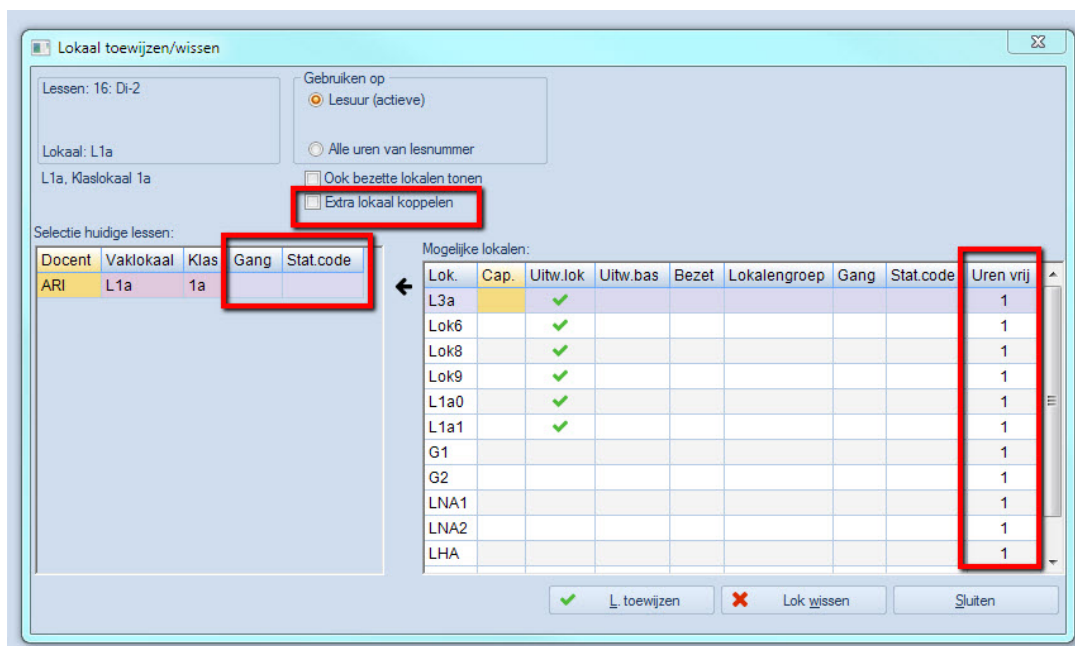 Lokaal toewijzen/wissen
Lessen: 16: Di-2
Lokaal: L1a
L1a, Klaslokaal 1a
Gebruiken op
Lesuur (actieve)
Alle uren van lesnummer
Ook bezette lokalen tonen
Extra lokaal koppelen
Selectie huidige lessen:
Docent Vaklokaal Klas Gang Stat.code
ARI L1a 1a
Mogelijke lokalen:
Lok. Cap. Uitw.lok Uitw.bas Bezet Lokalengroep Gang Stat.code Uren vrij
L3a 1
Lok6 1
Lok8 1
Lok9 1
L1a0 1
L1a1 1
G1 1
G2 1
LNA1 1
LNA2 1
LHA 1
L. toewijzen Lok wissen Sluiten